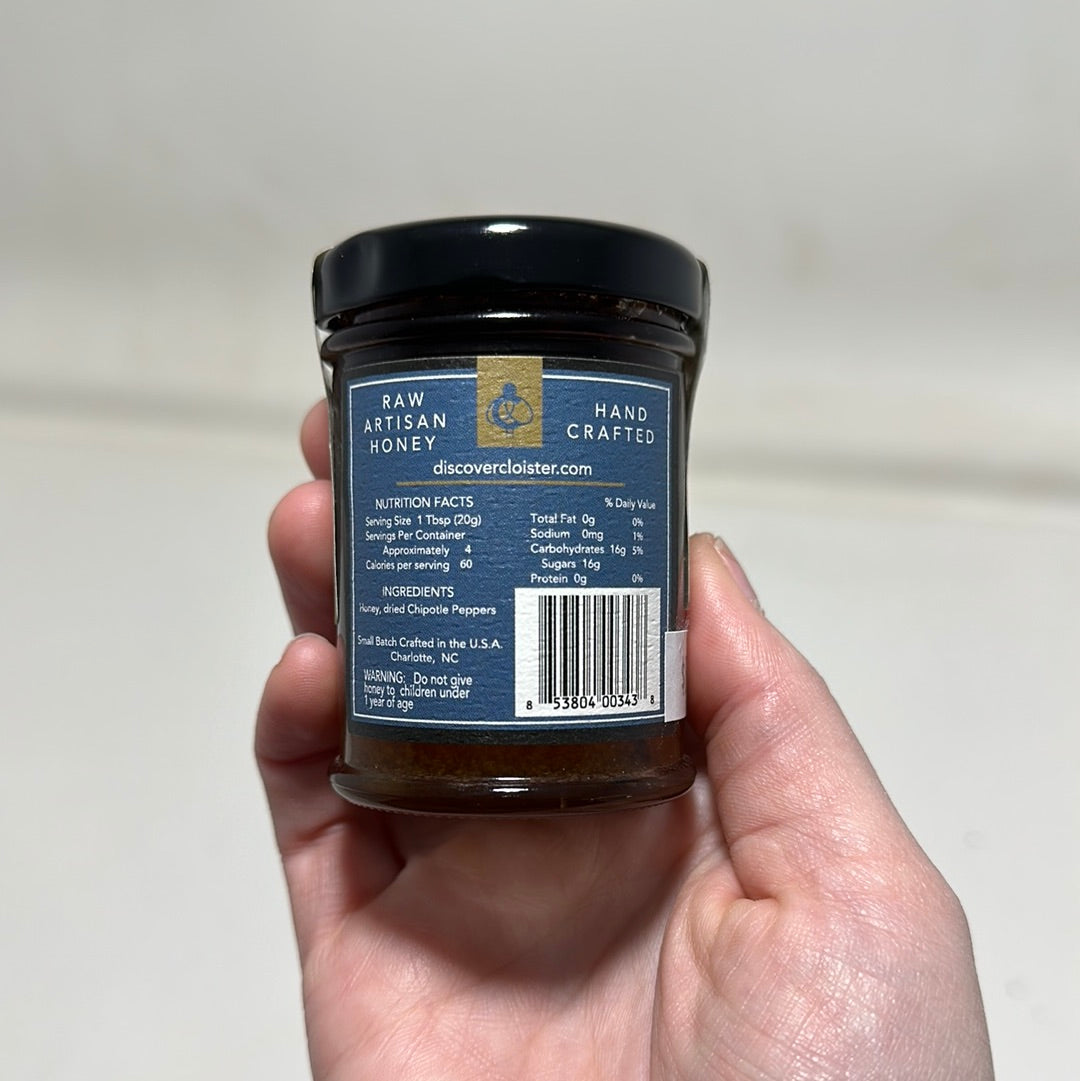 RAW
ARTISAN
HONEY
HAND
CRAFTED
discovercloister.com
NUTRITION FACTS
Serving Size 1 Tbsp (20g)
Servings Per Container
Approximately 4
Calories per serving 60
% Daily Value
Total Fat 0g 0%
Sodium 0mg 1%
Carbohydrates 16g 5%
Sugars 16g
Protein 0g 0%
INGREDIENTS
Honey, dried Chipotle Peppers
Small Batch Crafted in the U.S.A.
Charlotte, NC
WARNING: Do not give
honey to children under
1 year of age
8 53804 00343 8